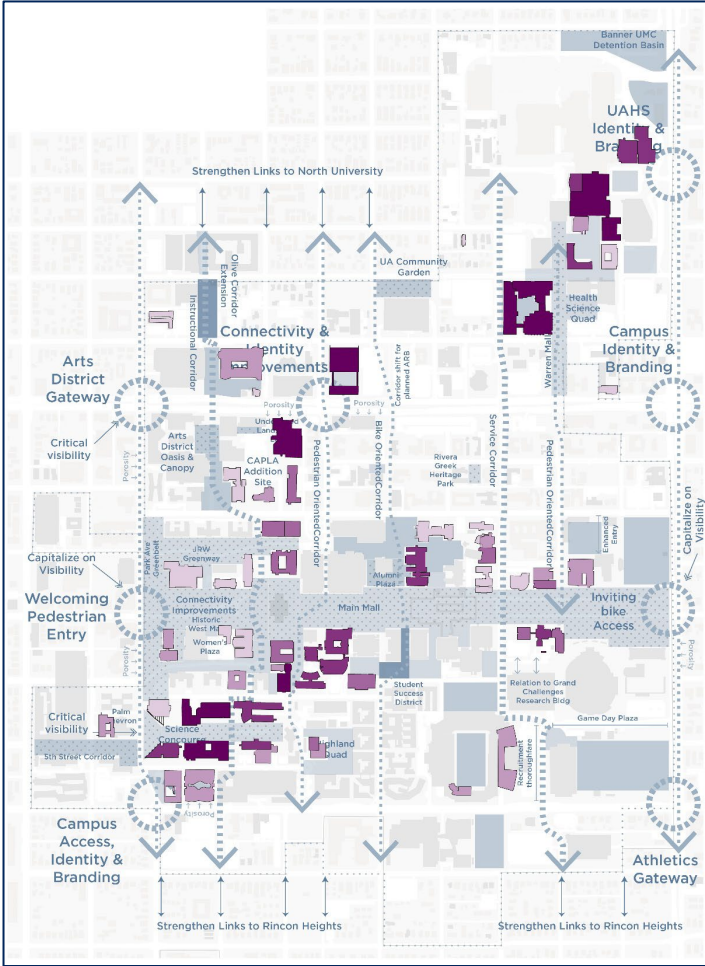 Banner UMC
Detention Basin
UAHS
Identity &
Branding
Strengthen Links to North University
Olive Corridor
Extension
Instructional Corridor
UA Community
Garden
Health
Science
Quad
Warren Mall
Connectivity &
Identity
Improvements
Corridor shift for
planned ARB
Campus
Identity &
Branding
Arts
District
Gateway
Porosity
Porosity
Critical
visibility
Porosity
Arts
District
Oasis &
Canopy
CAPLA
Addition
Site
Pedestrian OrientedCorridor
Bike OrientedCorridor
Rivera
Greek
Heritage
Park
Service Corridor
Pedestrian OrientedCorridor
Enhanced
Entry
Capitalize on
Visibility
Capitalize on
Visibility
Park Ave
Greenbelt
JRW
Greenway
Alumni
Plaza
Welcoming
Pedestrian
Entry
Connectivity
Improvements
Historic
West Mall
Women's
Plaza
Main Mall
Inviting
bike
Access
Porosity
Porosity
Student
Success
District
Relation to Grand
Challenges
Research Bldg
Critical
visibility
Palm
Science
Concourse
Highland
Quad
Game Day Plaza
5th Street Corridor
Recruitment
thoroughfare
Porosity
Campus
Access,
Identity &
Branding
Athletics
Gateway
Strengthen Links to Rincon Heights
Strengthen Links to Rincon Heights